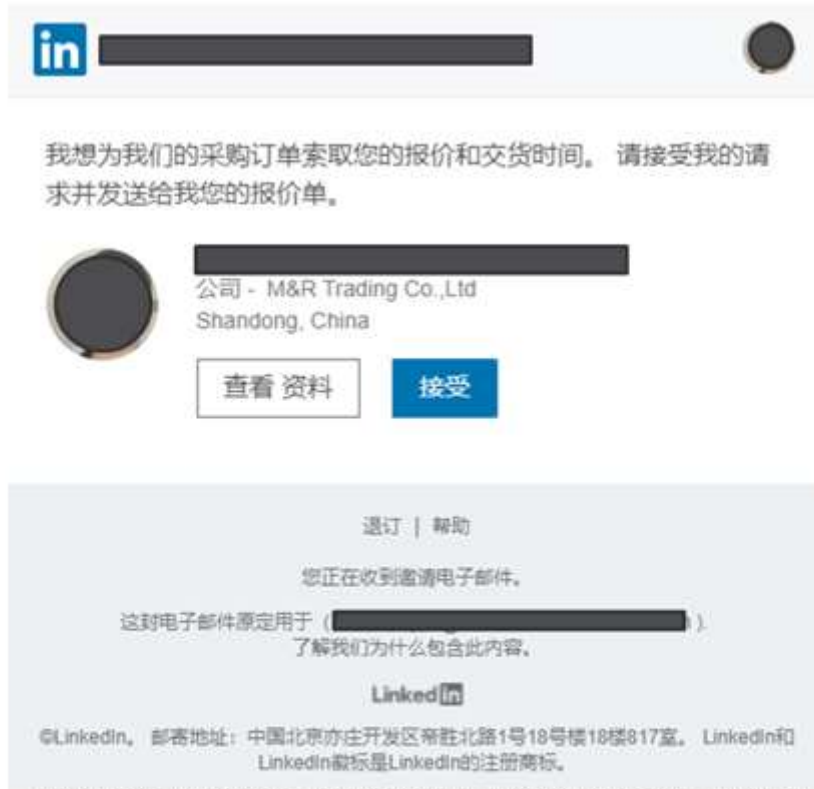 in
我想为我们的采购订单索取您的报价和交货时间。 请接受我的请
求并发送给我您的报价单。
公司 - M&R Trading Co.,Ltd
Shandong, China
查看 资料
接受
退订 | 帮助
您正在收到邀请电子邮件。
这封电子邮件原定用于 ( ).
了解我们为什么包含此内容。
Linked in
©LinkedIn。 邮寄地址：中国北京亦庄开发区帝胜北路1号18号楼18楼817室。 LinkedIn和
LinkedIn徽标是LinkedIn的注册商标。